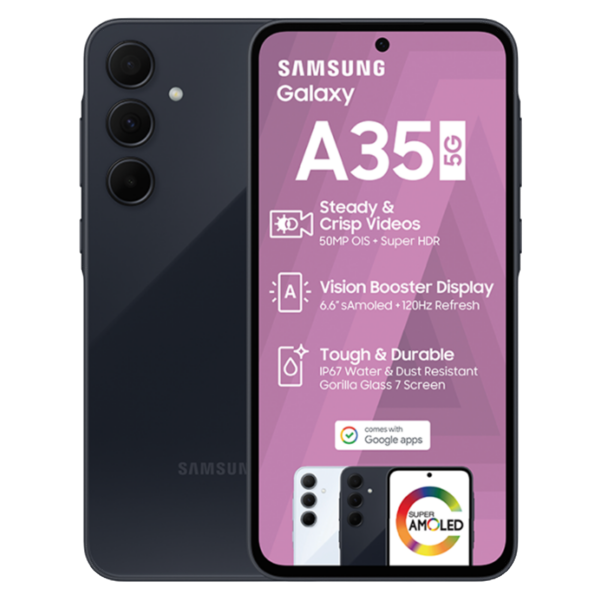 SAMSUNG
Galaxy
A35 5G
Steady &
Crisp Videos
50MP OIS + Super HDR
A
Vision Booster Display
6.6" sAmoled + 120Hz Refresh
Tough & Durable
IP67 Water & Dust Resistant
Gorilla Glass 7 Screen
comes with
Google apps
SUPER
AMOLED
SAMSUN